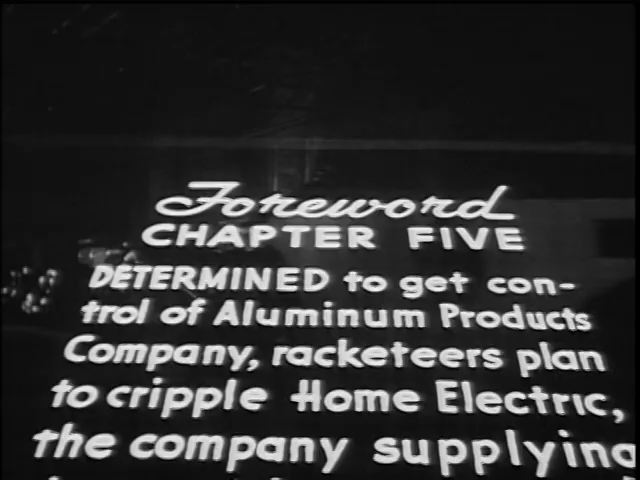 Foreword
CHAPTER FIVE
DETERMINED to get con-
trol of Aluminum Products
Company, racketeers plan
to cripple Home Electric,
the company supplying